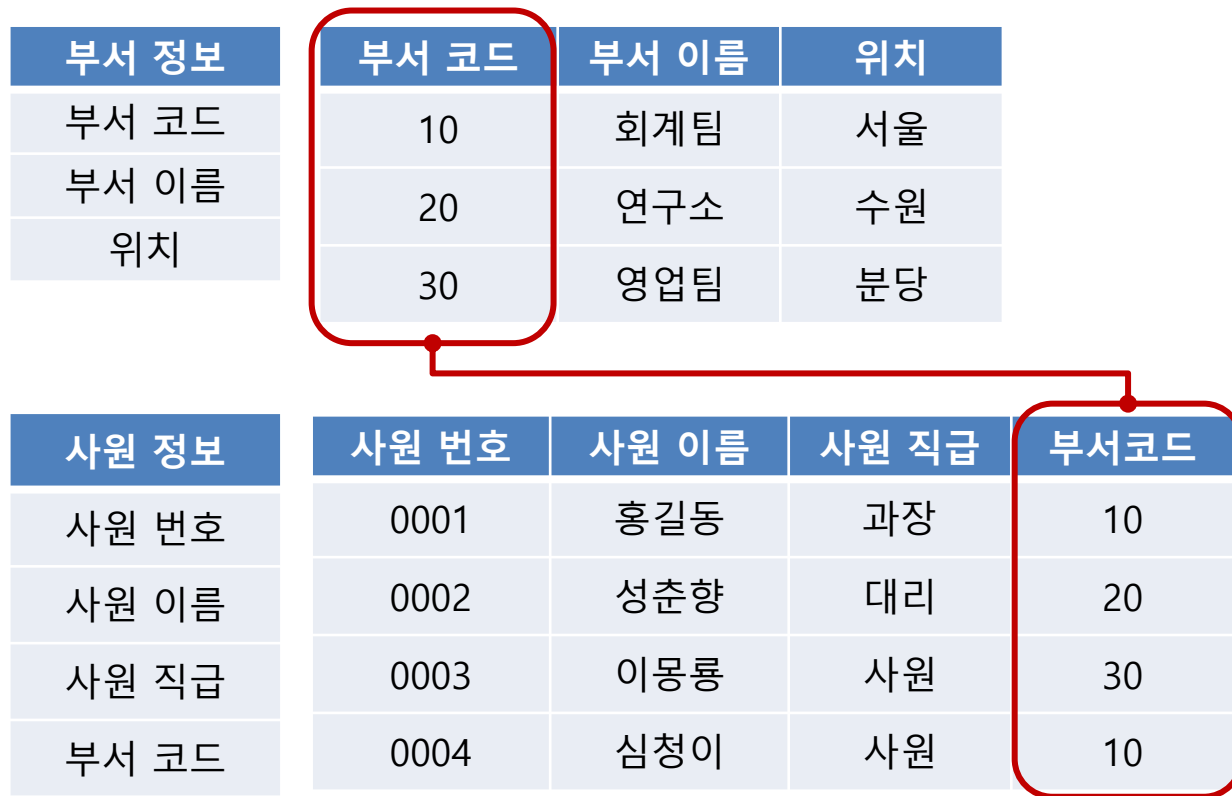 부서 정보
부서 코드
부서 이름
위치
부서 코드 부서 이름 위치
10 회계팀 서울
20 연구소 수원
30 영업팀 분당
사원 정보
사원 번호
사원 이름
사원 직급
부서 코드
사원 번호 사원 이름 사원 직급 부서코드
0001 홍길동 과장 10
0002 성춘향 대리 20
0003 이몽룡 사원 30
0004 심청이 사원 10